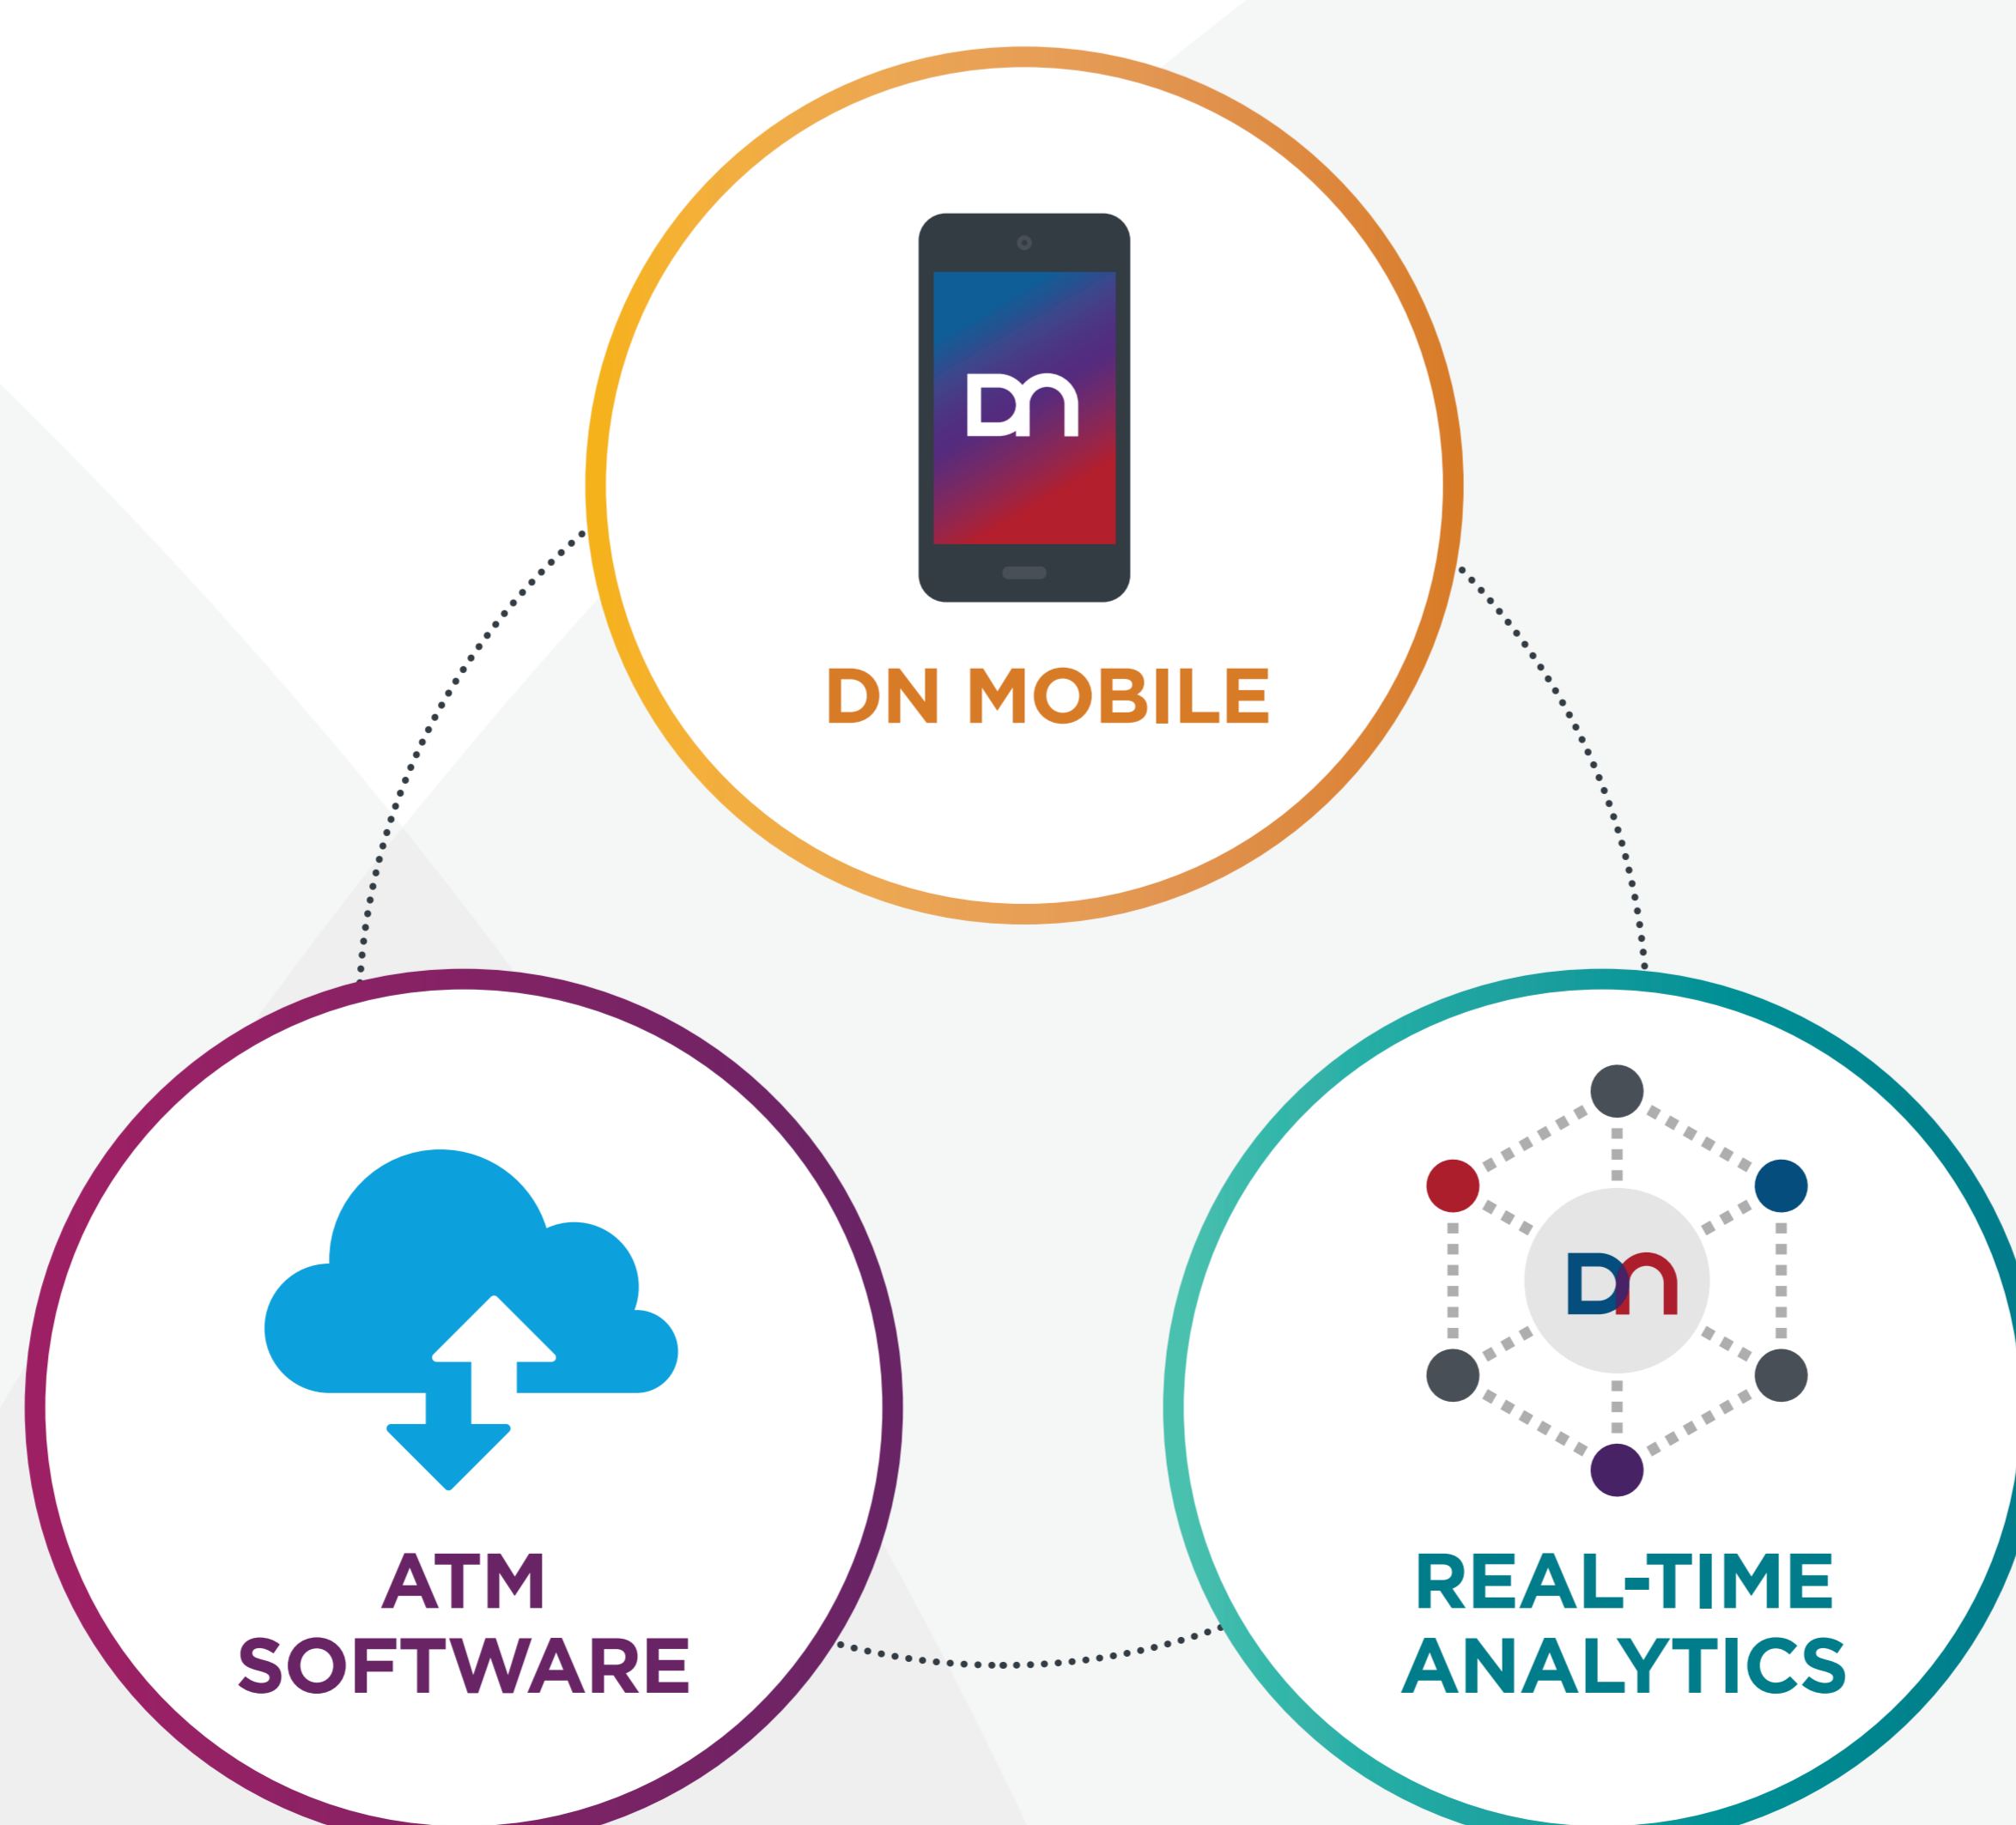 DN
DN MOBILE
DN
ATM
SOFTWARE
REAL-TIME
ANALYTICS